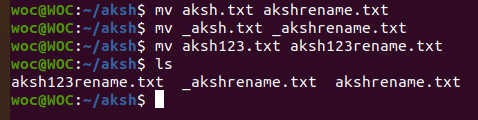 woc@WOC:~/aksh$ mv aksh.txt akshrename.txt
woc@WOC:~/aksh$ mv _aksh.txt _akshrename.txt
woc@WOC:~/aksh$ mv aksh123.txt aksh123rename.txt
woc@WOC:~/aksh$ ls
aksh123rename.txt  _akshrename.txt  akshrename.txt
woc@WOC:~/aksh$